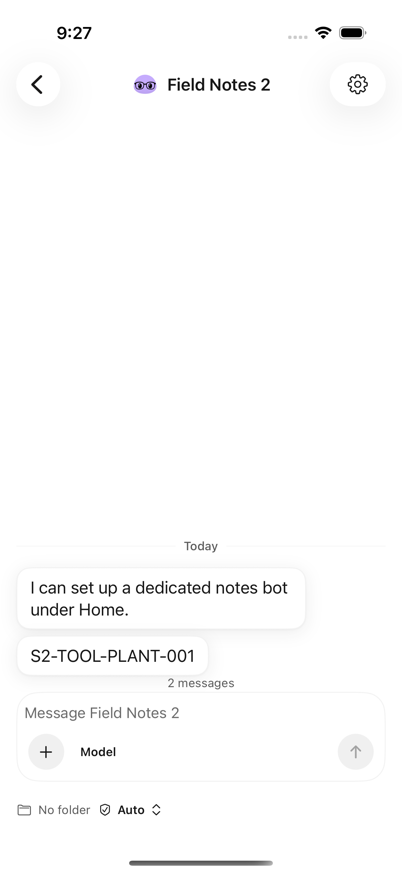 9:27
Field Notes 2
Today
I can set up a dedicated notes bot
under Home.
S2-TOOL-PLANT-001
2 messages
Message Field Notes 2
Model
No folder Auto